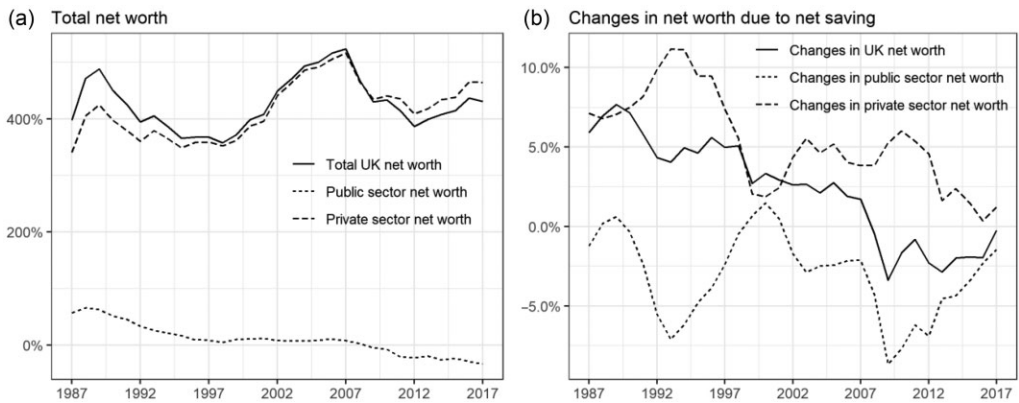 (a) Total net worth
400%
200%
0%
Total UK net worth
Public sector net worth
Private sector net worth
1987 1992 1997 2002 2007 2012 2017
(b) Changes in net worth due to net saving
10.0%
5.0%
0.0%
−5.0%
Changes in UK net worth
Changes in public sector net worth
Changes in private sector net worth
1987 1992 1997 2002 2007 2012 2017